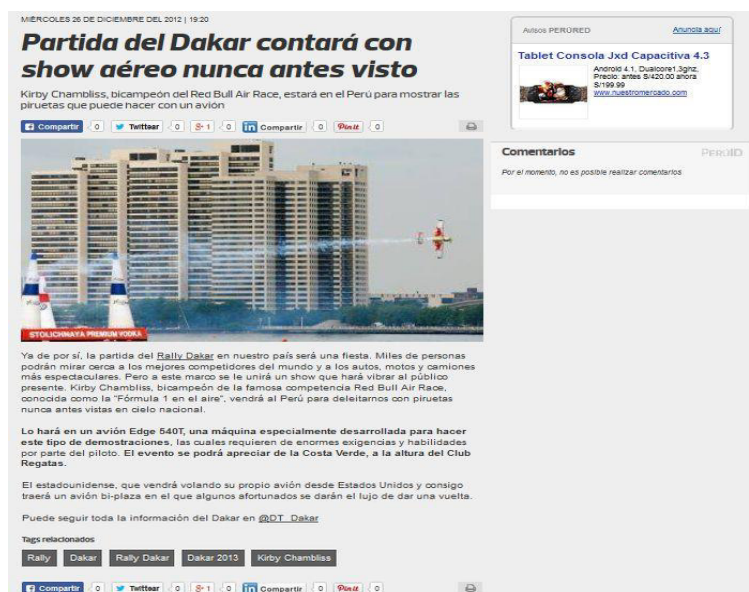 MIÉRCOLES 26 DE DICIEMBRE DEL 2012 | 19:20
Partida del Dakar contará con
show aéreo nunca antes visto
Kirby Chambliss, bicampeón del Red Bull Air Race, estará en el Perú para mostrar las
piruetas que puede hacer con un avión
Compartir 0 Twittear 0 8+1 0 in Compartir 0 Pin it 0
STOLICHNAYA PREMIUM VODKA
Ya de por sí, la partida del Rally Dakar en nuestro país será una fiesta. Miles de personas
podrán mirar cerca a los mejores competidores del mundo y a los autos, motos y camiones
más espectaculares. Pero a este marco se le unirá un show que hará vibrar al público
presente. Kirby Chambliss, bicampeón de la famosa competencia Red Bull Air Race,
conocida como la "Fórmula 1 en el aire", vendrá al Perú para deleitarnos con piruetas
nunca antes vistas en cielo nacional.
Lo hará en un avión Edge 540T, una máquina especialmente desarrollada para hacer
este tipo de demostraciones, las cuales requieren de enormes exigencias y habilidades
por parte del piloto. El evento se podrá apreciar de la Costa Verde, a la altura del Club
Regatas.
El estadounidense, que vendrá volando su propio avión desde Estados Unidos y consigo
traerá un avión bi-plaza en el que algunos afortunados se darán el lujo de dar una vuelta.
Puede seguir toda la información del Dakar en @DT_Dakar
Tags relacionados
Rally Dakar Rally Dakar Dakar 2013 Kirby Chambliss
Compartir 0 Twittear 0 8+1 0 in Compartir 0 Pin it 0
Avisos PERÚRED Anuncia aquí
Tablet Consola Jxd Capacitiva 4.3
Android 4.1, Dualcore1.3ghz,
Precio: antes S/420.00 ahora
S/199.99
www.nuestromercado.com
Comentarios PERÚID
Por el momento, no es posible realizar comentarios